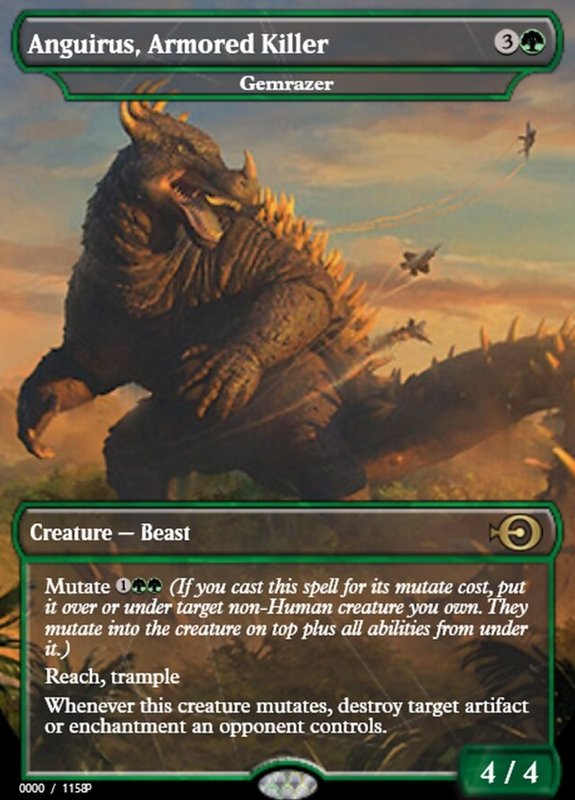 Anguirus, Armored Killer 3
Gemrazer
Creature — Beast
Mutate 1 (If you cast this spell for its mutate cost, put
it over or under target non-Human creature you own. They
mutate into the creature on top plus all abilities from under
it.)
Reach, trample
Whenever this creature mutates, destroy target artifact
or enchantment an opponent controls.
4 / 4
0000 / 1158P